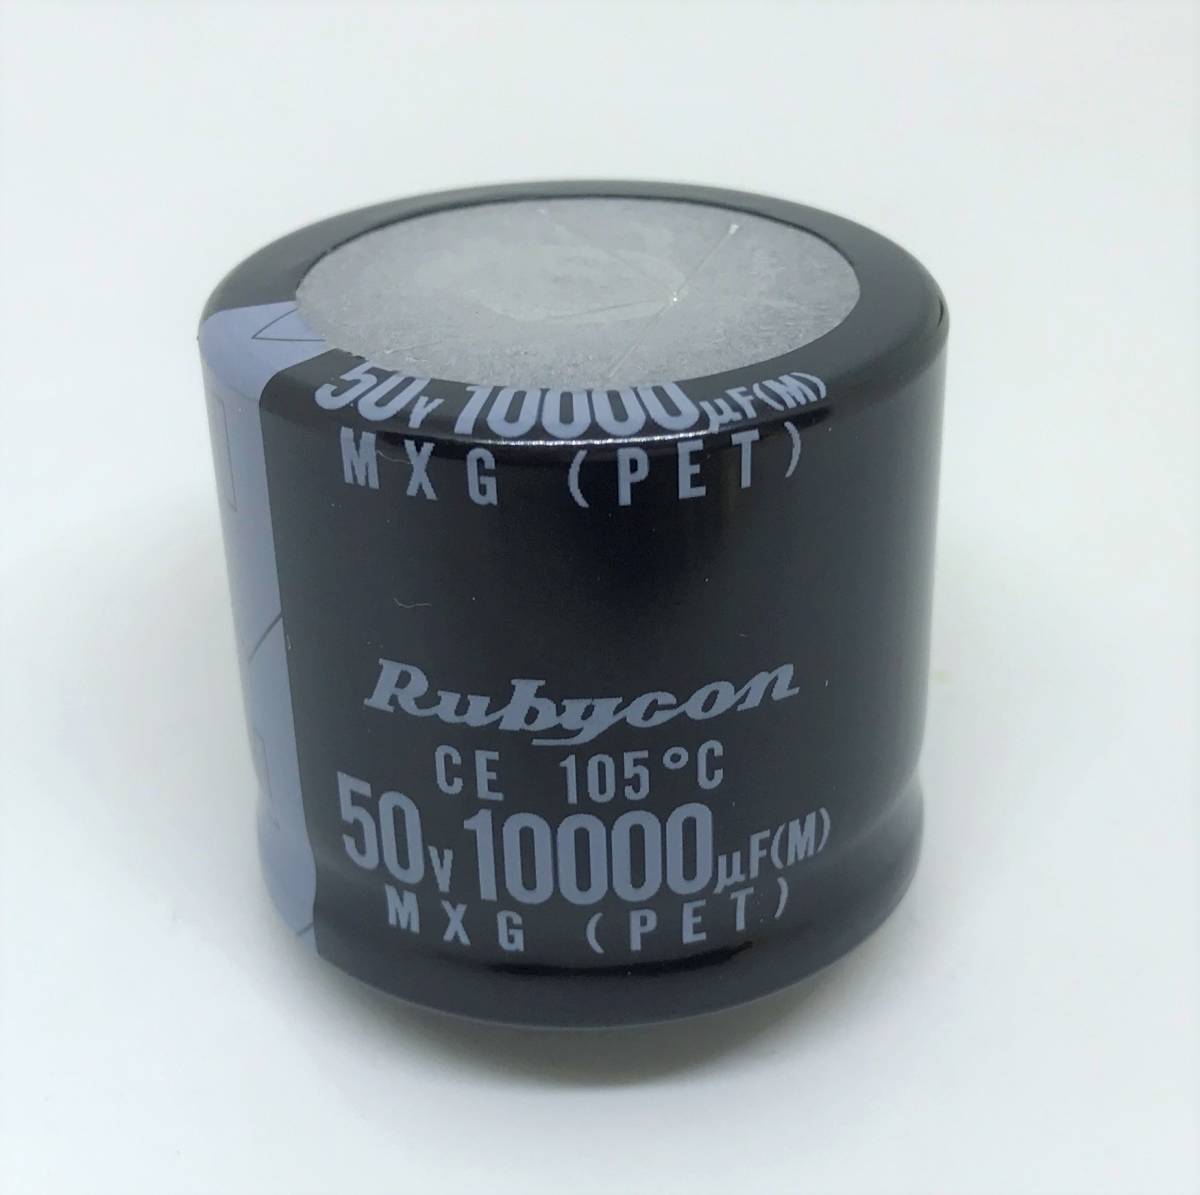 50V 10000μF(M)
MXG (PET)
Rubycon
CE 105°C
50V 10000μF(M)
MXG (PET)